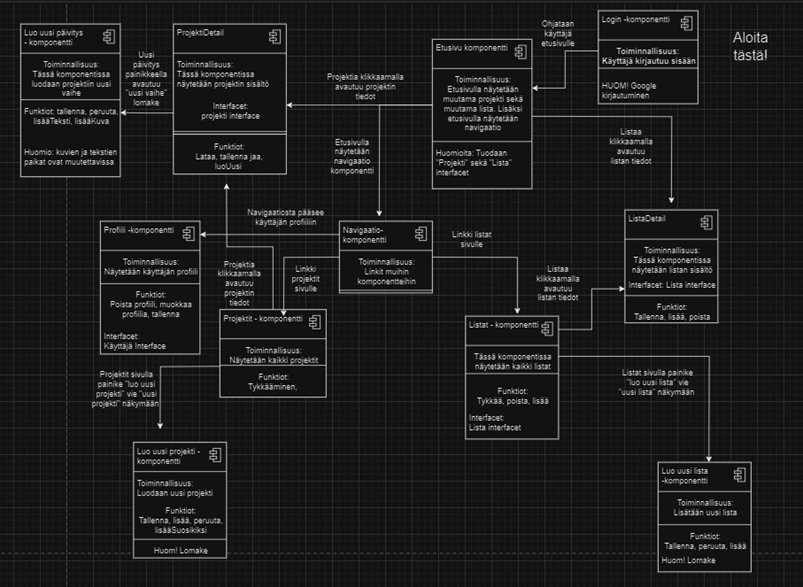 Aloita
tästä!
Login -komponentti
Toiminnallisuus:
Käyttäjä kirjautuu sisään
HUOM! Google
kirjautuminen
Ohjataan
käyttäjä
etusivulle
Etusivu komponentti
Toiminnallisuus:
Etusivulla näytetään
muutama projekti sekä
muutama lista. Lisäksi
etusivulla näytetään
navigaatio
Huomioita: Tuodaan
"Projekti" sekä "Lista"
interfacet
Projektia klikkaamalla
avautuu projektin
tiedot
ProjektiDetail
Toiminnallisuus:
Tässä komponentissa
näytetään projektin sisältö
Interfacet:
projekti interface
Funktiot:
Lataa, tallenna jaa,
luoUusi
Uusi
päivitys
painikkeella
avautuu
"uusi vaihe"
lomake
Luo uusi päivitys
- komponentti
Toiminnallisuus:
Tässä komponentissa
luodaan projektiin uusi
vaihe
Funktiot: tallenna, peruuta,
lisääTeksti, lisääKuva
Huomio: kuvien ja tekstien
paikat ovat muutettavissa
Etusivulla
näytetään
navigaatio
komponentti
Listaa
klikkaamalla
avautuu
listan tiedot
ListaDetail
Toiminnallisuus:
Tässä komponentissa
näytetään listan sisältö
Interfacet: Lista interface
Funktiot:
Tallenna, lisää, poista
Navigaatio-
komponentti
Toiminnallisuus:
Linkit muihin
komponentteihin
Navigaatiosta pääsee
käyttäjän profiiliin
Profiili -komponentti
Toiminnallisuus:
Näytetään käyttäjän profiili
Funktiot:
Poista profiili, muokkaa
profiilia, tallenna
Interfacet:
Käyttäjä Interface
Projektia
klikkaamalla
avautuu
projektin
tiedot
Linkki
projektit
sivulle
Linkki listat
sivulle
Listaa
klikkaamalla
avautuu
listan tiedot
Projektit - komponentti
Toiminnallisuus:
Näytetään kaikki projektit
Funktiot:
Tykkääminen,
Listat - komponentti
Tässä komponentissa
näytetään kaikki listat
Funktiot:
Tykkää, poista, lisää
Interfacet:
Lista interfacet
Projektit sivulla
painike "luo uusi
projekti" vie "uusi
projekti" näkymään
Luo uusi projekti -
komponentti
Toiminnallisuus:
Luodaan uusi projekti
Funktiot:
Tallenna, lisää, peruuta,
lisääSuosikiksi
Huom! Lomake
Listat sivulla painike
"luo uusi lista" vie
"uusi lista" näkymään
Luo uusi lista
-komponentti
Toiminnallisuus:
Lisätään uusi lista
Funktiot:
Tallenna, peruuta, lisää
Huom! Lomake